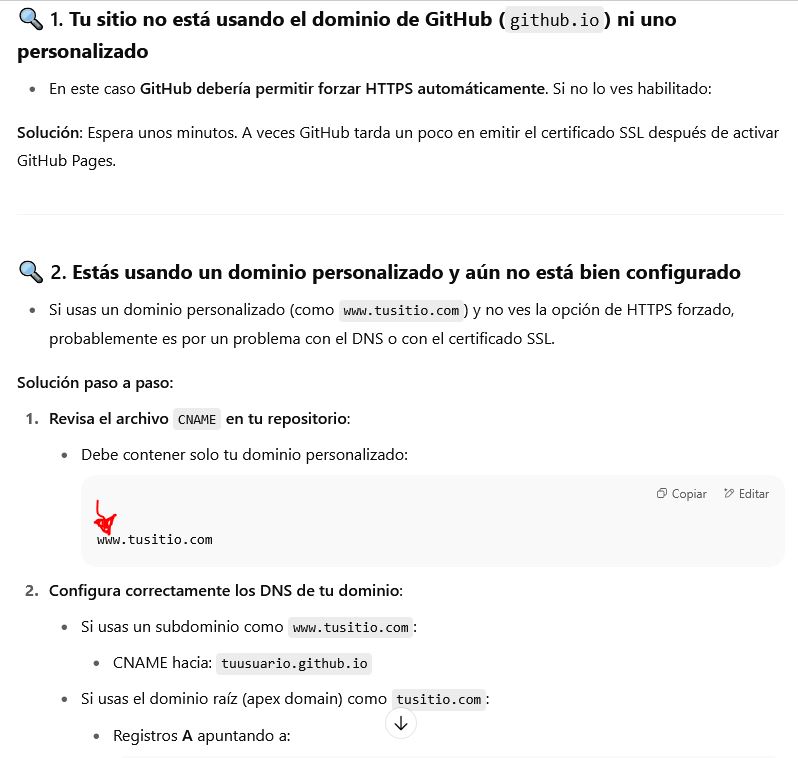 1. Tu sitio no está usando el dominio de GitHub (github.io) ni uno
personalizado
En este caso GitHub debería permitir forzar HTTPS automáticamente. Si no lo ves habilitado:
Solución: Espera unos minutos. A veces GitHub tarda un poco en emitir el certificado SSL después de activar
GitHub Pages.
2. Estás usando un dominio personalizado y aún no está bien configurado
Si usas un dominio personalizado (como www.tusitio.com) y no ves la opción de HTTPS forzado,
probablemente es por un problema con el DNS o con el certificado SSL.
Solución paso a paso:
1. Revisa el archivo CNAME en tu repositorio:
Debe contener solo tu dominio personalizado:
Copiar Editar
www.tusitio.com
2. Configura correctamente los DNS de tu dominio:
Si usas un subdominio como www.tusitio.com:
CNAME hacia: tuusuario.github.io
Si usas el dominio raíz (apex domain) como tusitio.com:
Registros A apuntando a: